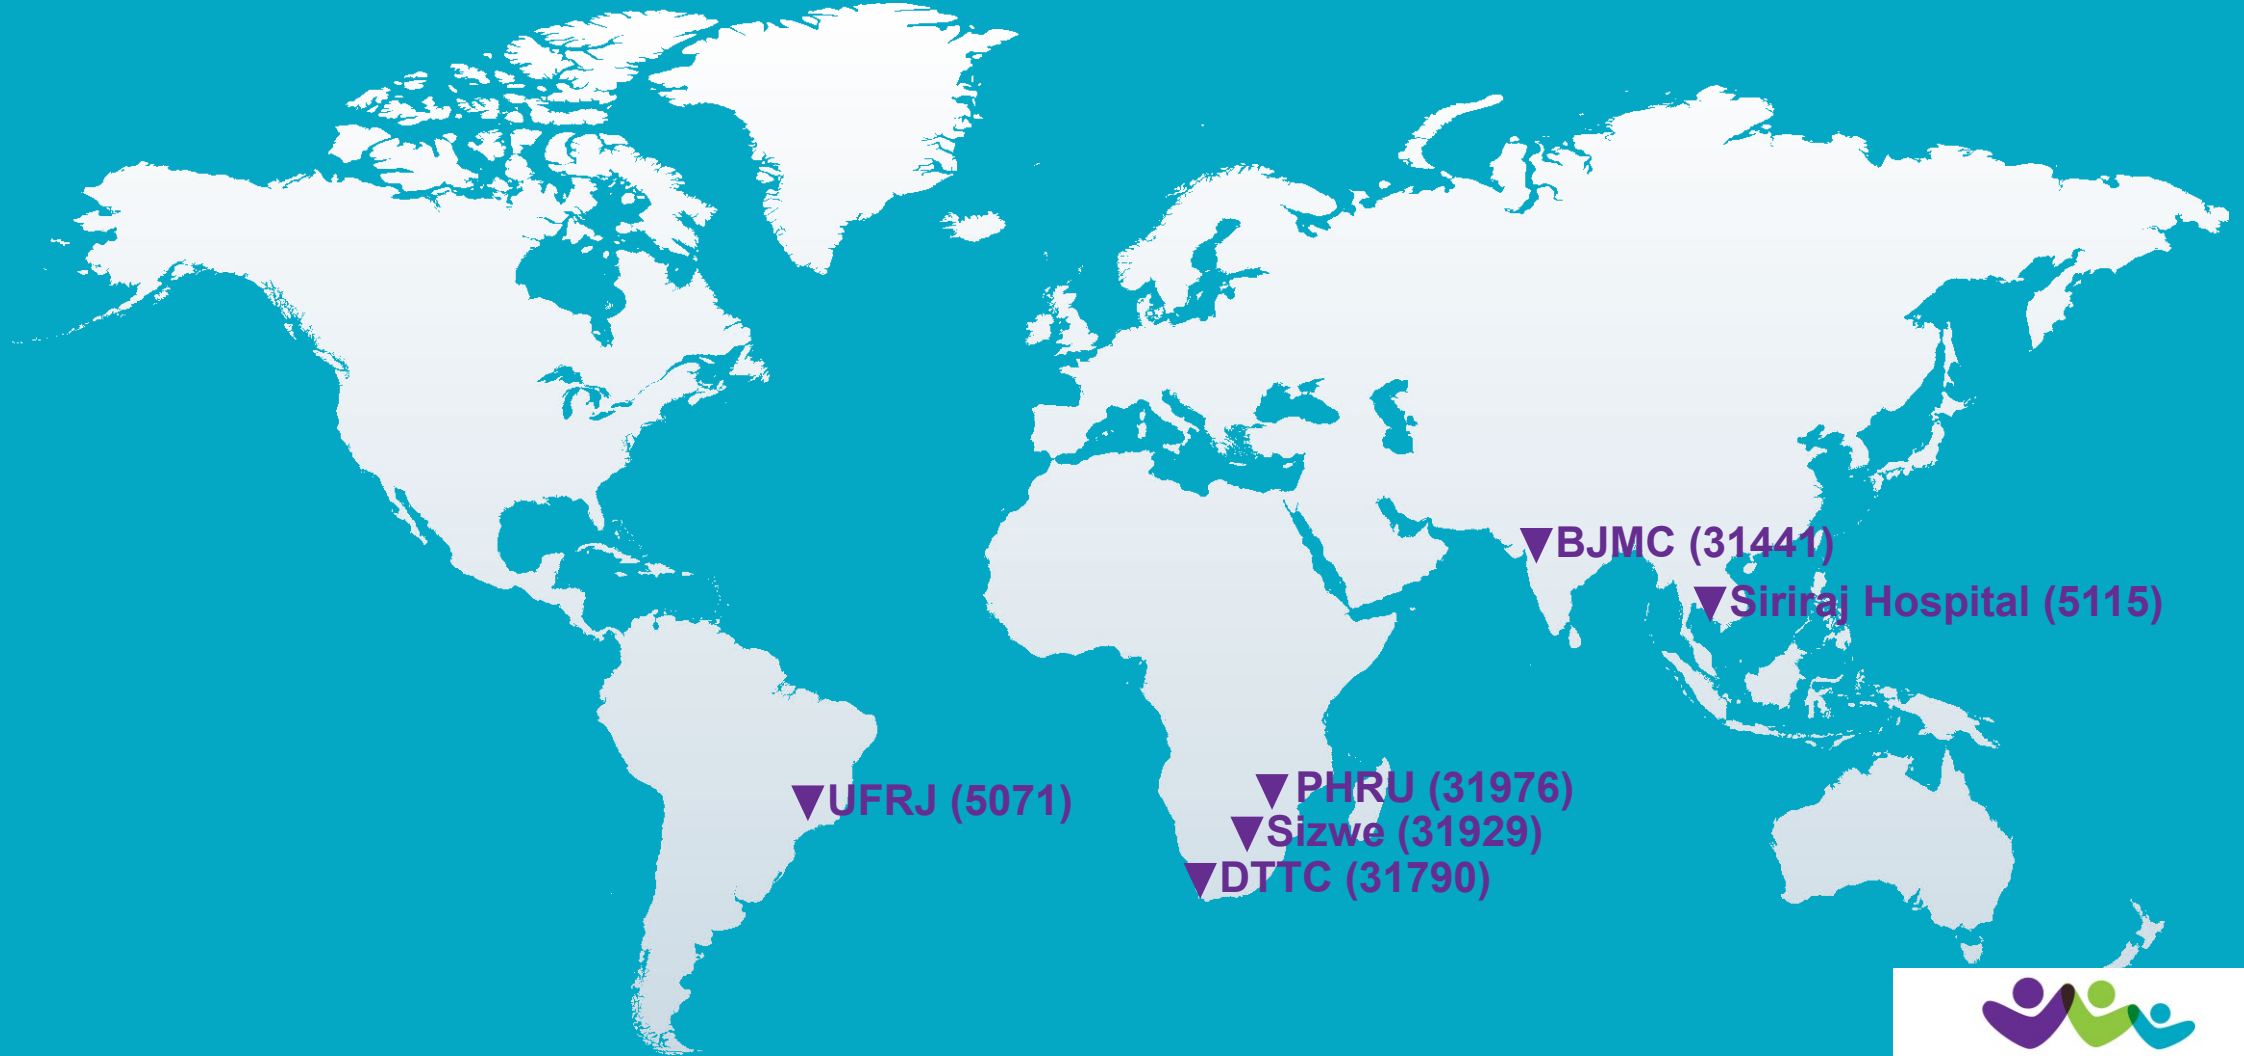 BJMC (31441)
Siriraj Hospital (5115)
PHRU (31976)
UFRJ (5071)
Sizwe (31929)
DTTC (31790)